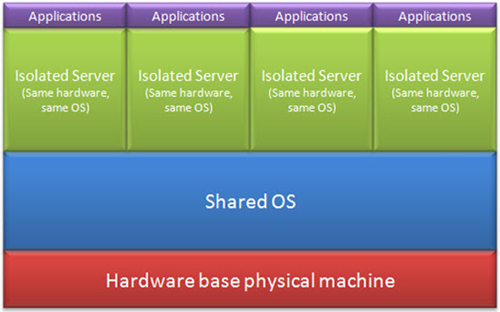 Applications Applications Applications Applications
Isolated Server Isolated Server Isolated Server Isolated Server
(Same hardware, (Same hardware, (Same hardware, (Same hardware,
same OS) same OS) same OS) same OS)
Shared OS
Hardware base physical machine